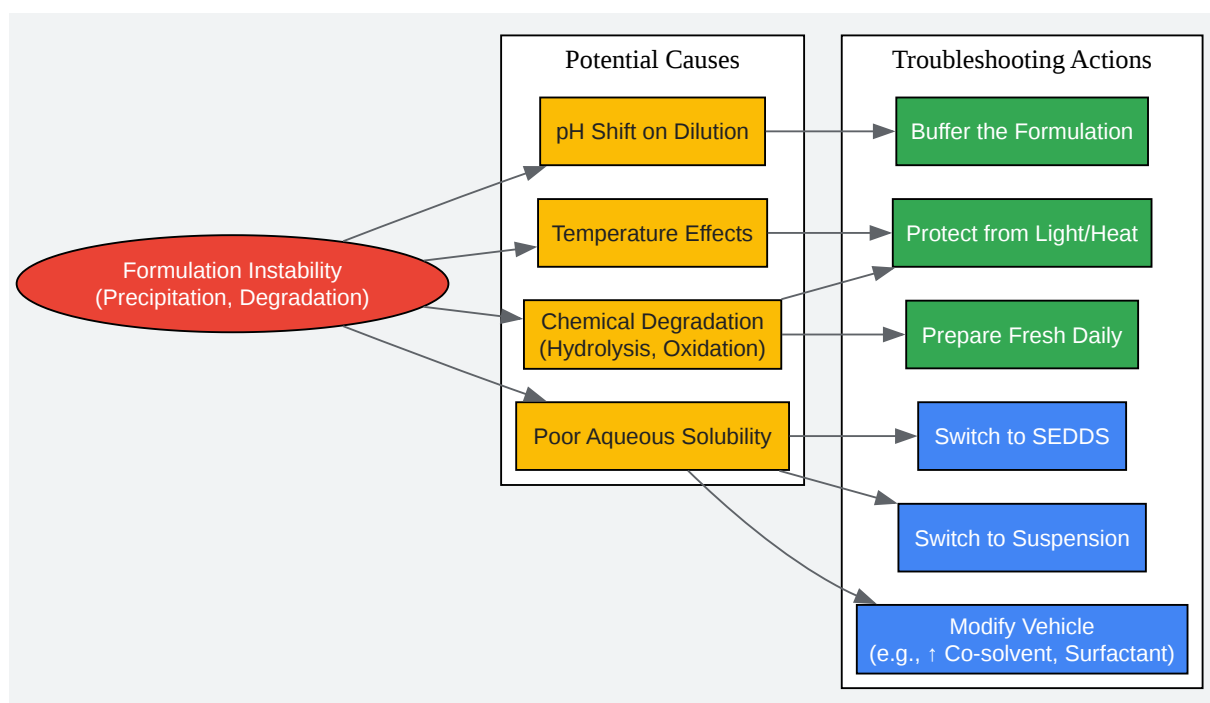 Potential Causes
Troubleshooting Actions
pH Shift on Dilution
Buffer the Formulation
Temperature Effects
Protect from Light/Heat
Formulation Instability
(Precipitation, Degradation)
Chemical Degradation
(Hydrolysis, Oxidation)
Prepare Fresh Daily
Poor Aqueous Solubility
Switch to SEDDS
Switch to Suspension
Modify Vehicle
(e.g., ↑ Co-solvent, Surfactant)